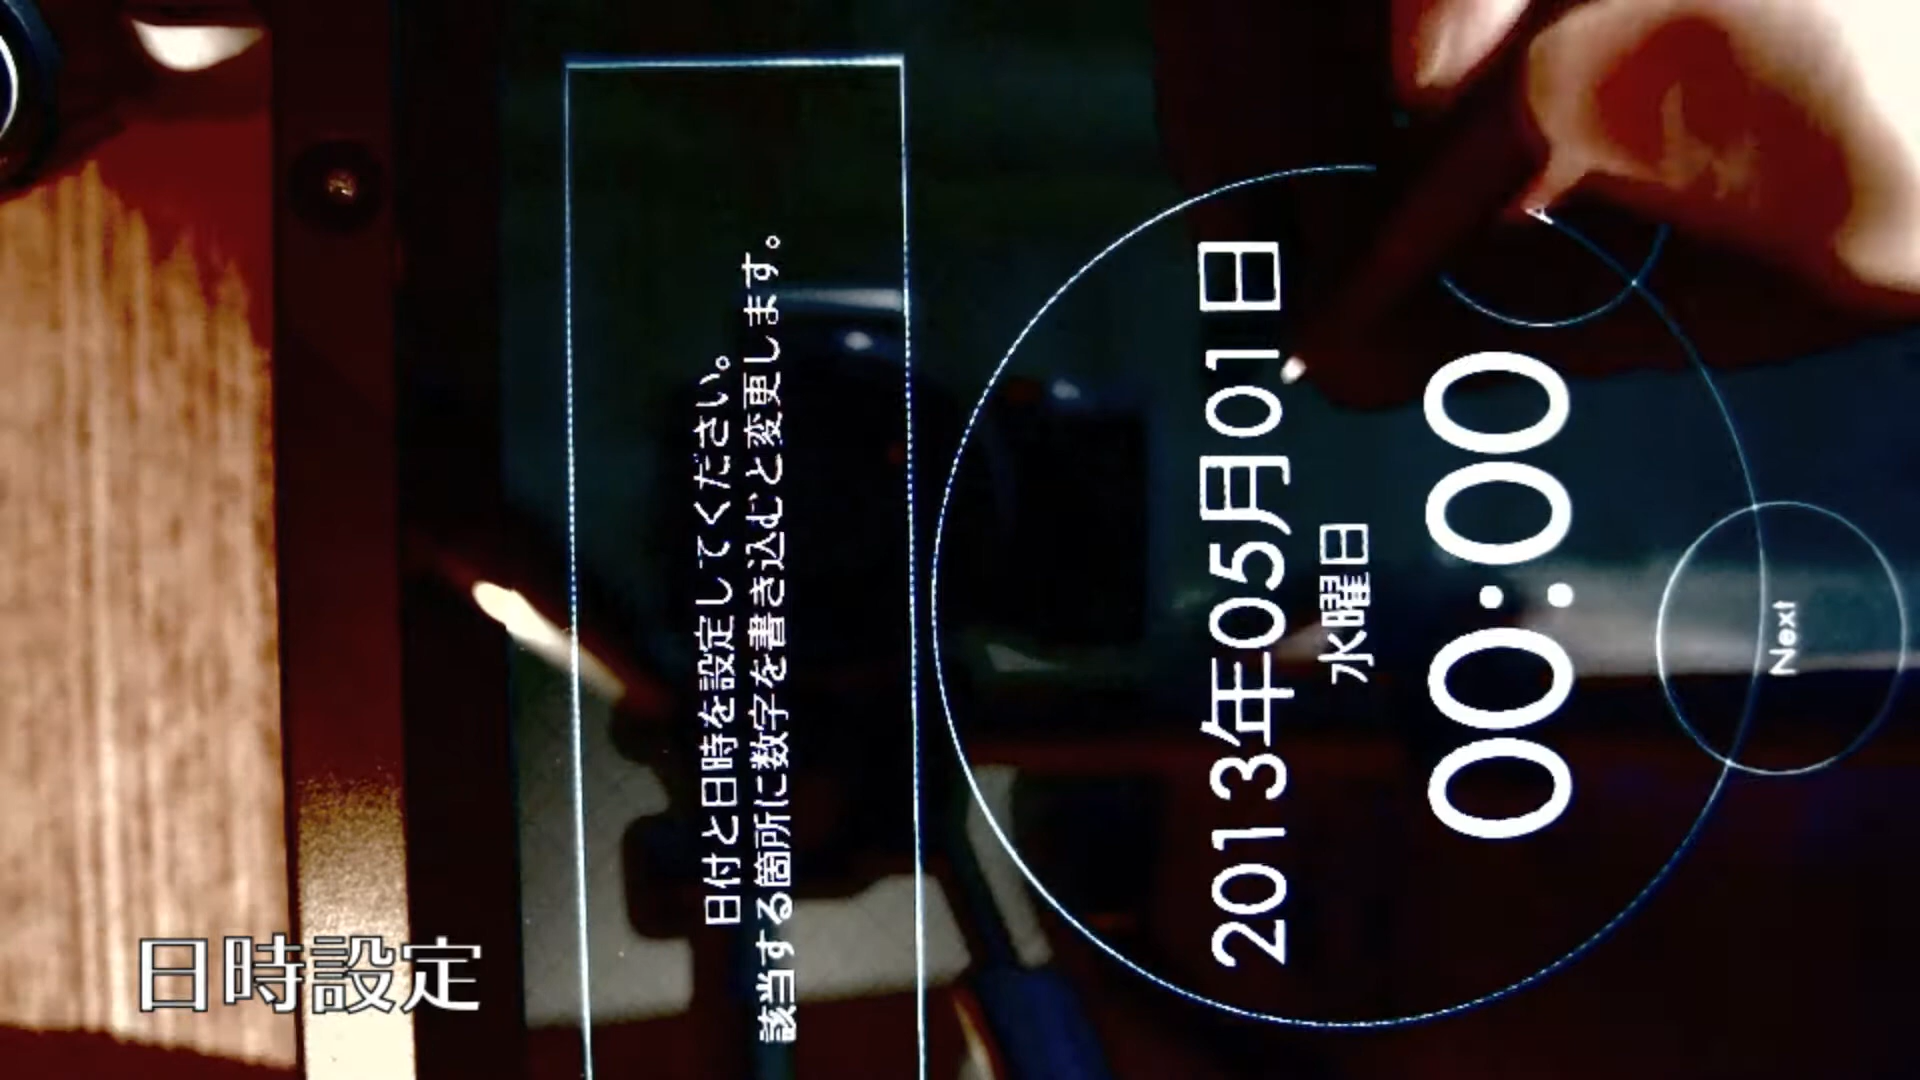 日付と日時を設定してください。
該当する箇所に数字を書き込むと変更します。
2013年05月01日
水曜日
00:00
Next
日時設定